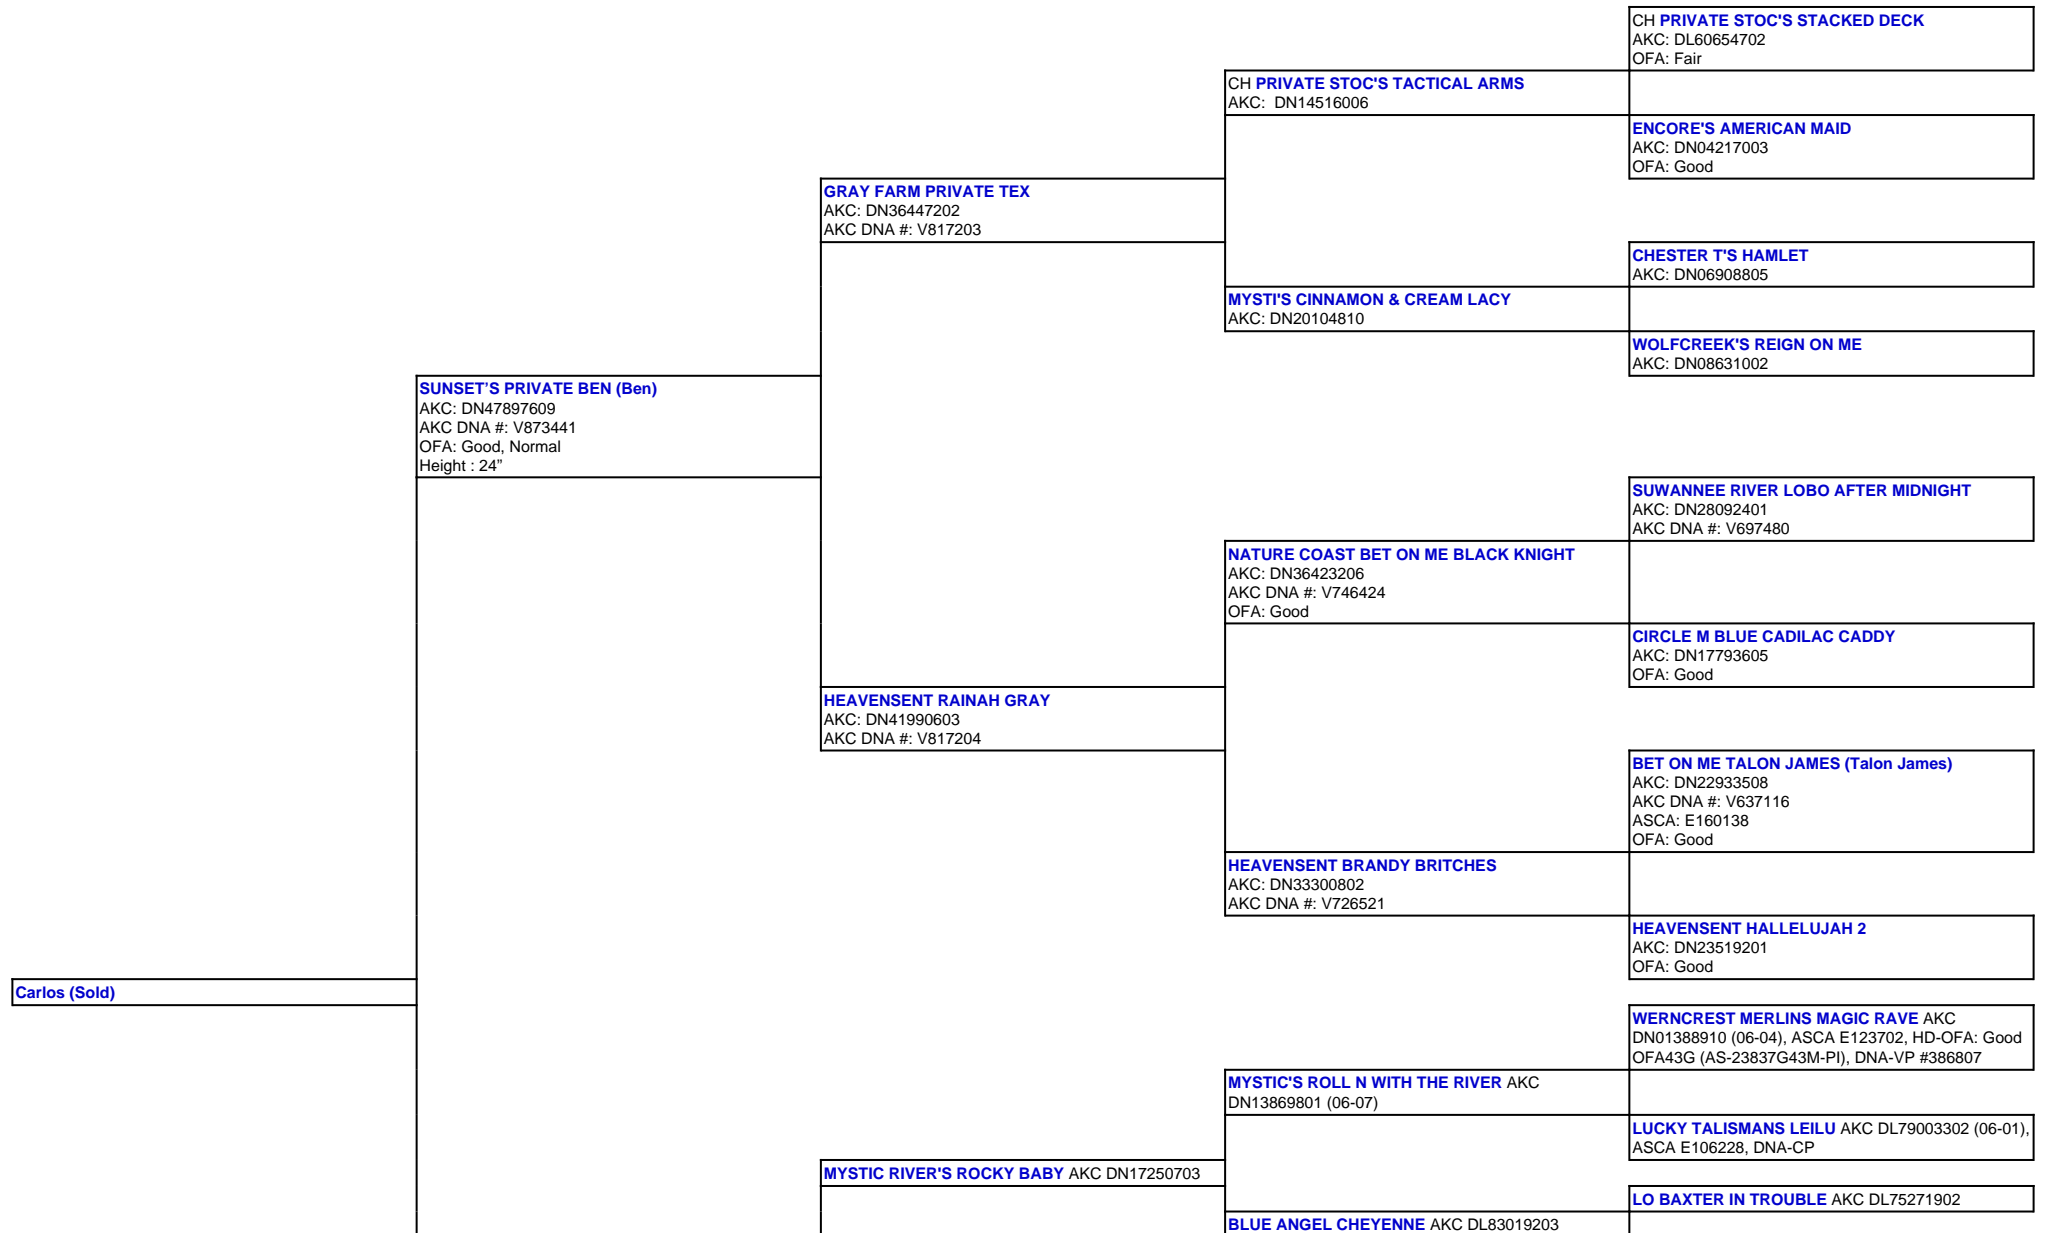 CH PRIVATE STOC'S STACKED DECK
AKC: DL60654702
OFA: Fair
CH PRIVATE STOC'S TACTICAL ARMS
AKC:  DN14516006
ENCORE'S AMERICAN MAID
AKC: DN04217003
OFA: Good
GRAY FARM PRIVATE TEX
AKC: DN36447202
AKC DNA #: V817203
CHESTER T'S HAMLET
AKC: DN06908805
MYSTI'S CINNAMON & CREAM LACY
AKC: DN20104810
WOLFCREEK'S REIGN ON ME
AKC: DN08631002
SUNSET’S PRIVATE BEN (Ben)
AKC: DN47897609
AKC DNA #: V873441
OFA: Good, Normal
Height : 24”
SUWANNEE RIVER LOBO AFTER MIDNIGHT
AKC: DN28092401
AKC DNA #: V697480
NATURE COAST BET ON ME BLACK KNIGHT
AKC: DN36423206
AKC DNA #: V746424
OFA: Good
CIRCLE M BLUE CADILAC CADDY
AKC: DN17793605
OFA: Good
HEAVENSENT RAINAH GRAY
AKC: DN41990603
AKC DNA #: V817204
BET ON ME TALON JAMES (Talon James)
AKC: DN22933508
AKC DNA #: V637116
ASCA: E160138
OFA: Good
HEAVENSENT BRANDY BRITCHES
AKC: DN33300802
AKC DNA #: V726521
HEAVENSENT HALLELUJAH 2
AKC: DN23519201
OFA: Good
Carlos (Sold)
WERNCREST MERLINS MAGIC RAVE AKC
DN01388910 (06-04), ASCA E123702, HD-OFA: Good
OFA43G (AS-23837G43M-PI), DNA-VP #386807
MYSTIC'S ROLL N WITH THE RIVER AKC
DN13869801 (06-07)
LUCKY TALISMANS LEILU AKC DL79003302 (06-01),
ASCA E106228, DNA-CP
MYSTIC RIVER'S ROCKY BABY AKC DN17250703
LO BAXTER IN TROUBLE AKC DL75271902
BLUE ANGEL CHEYENNE AKC DL83019203